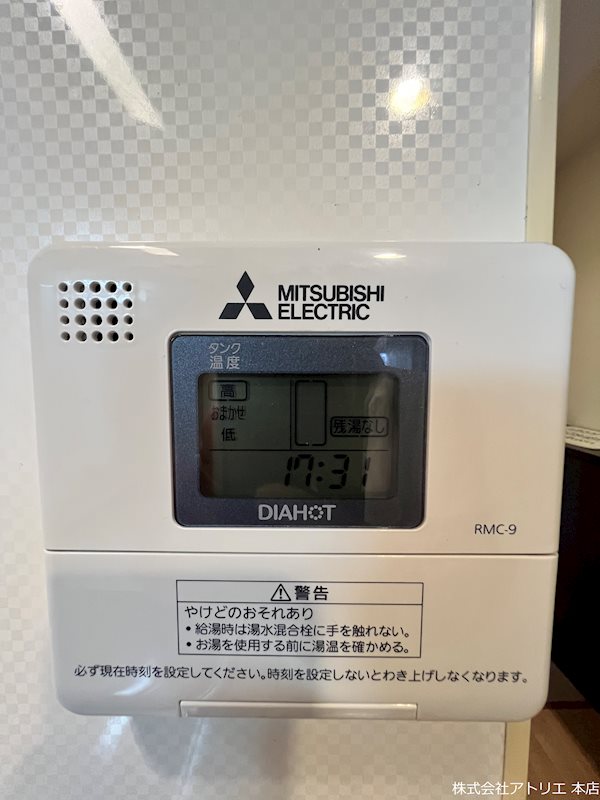 MITSUBISHI
ELECTRIC
タンク
温度
高
おまかせ
低
残湯なし
17:31
DIAHOT
RMC-9
警告
やけどのおそれあり
・給湯時は湯水混合栓に手を触れない。
・お湯を使用する前に湯温を確かめる。
必ず現在時刻を設定してください。時刻を設定しないとわき上げしなくなります。
株式会社アトリエ 本店